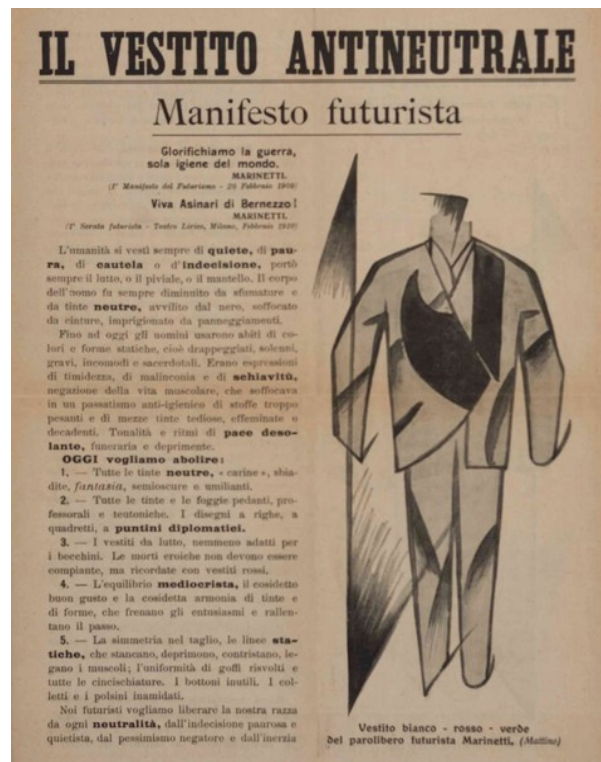 IL VESTITO ANTINEUTRALE
Manifesto futurista
Glorifichiamo la guerra,
sola igiene del mondo.
MARINETTI.
(1° Manifesto del Futurismo - 20 Febbraio 1909)
Viva Asinari di Bernezzo!
MARINETTI.
(1ª Serata futurista - Teatro Lirico, Milano, Febbraio 1910)
L'umanità si vestì sempre di quiete, di pau-
ra, di cautela o d'indecisione, portò
sempre il lutto, o il piviale, o il mantello. Il corpo
dell'uomo fu sempre diminuito da sfumature e
da tinte neutre, avvilito dal nero, soffocato
da cinture, imprigionato da panneggiamenti.
Fino ad oggi gli uomini usarono abiti di co-
lori e forme statiche, cioè drappeggiati, solenni,
gravi, incomodi e sacerdotali. Erano espressioni
di timidezza, di malinconia e di schiavitù,
negazione della vita muscolare, che soffocava
in un passatismo anti-igienico di stoffe troppo
pesanti e di mezze tinte tediose, effeminate o
decadenti. Tonalità e ritmi di pace deso-
lante, funeraria e deprimente.
OGGI vogliamo abolire:
1. — Tutte le tinte neutre, « carine », sbia-
dite, fantasia, semioscure e umilianti.
2. — Tutte le tinte e le foggie pedanti, pro-
fessorali e teutoniche. I disegni a righe, a
quadretti, a puntini diplomatici.
3. — I vestiti da lutto, nemmeno adatti per
i becchini. Le morti eroiche non devono essere
compiante, ma ricordate con vestiti rossi.
4. — L'equilibrio mediocrista, il cosidetto
buon gusto e la cosidetta armonia di tinte e
di forme, che frenano gli entusiasmi e rallen-
tano il passo.
5. — La simmetria nel taglio, le linee sta-
tiche, che stancano, deprimono, contristano, le-
gano i muscoli; l'uniformità di goffi risvolti e
tutte le cincischiature. I bottoni inutili. I col-
letti e i polsini inamidati.
Noi futuristi vogliamo liberare la nostra razza
da ogni neutralità, dall'indecisione paurosa e
quietista, dal pessimismo negatore e dall'inerzia
Vestito bianco - rosso - verde
del parolibero futurista Marinetti. (Mattino)